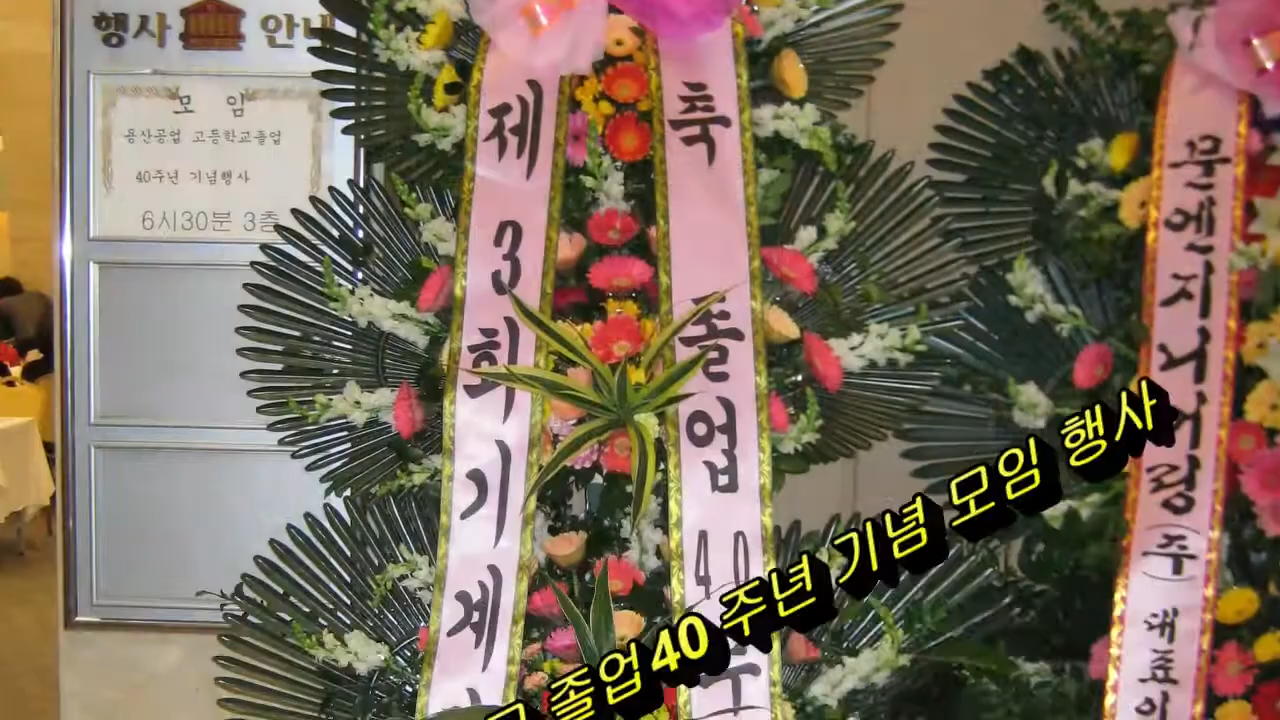 행사 안내
모 임
용산공업 고등학교졸업
40주년 기념행사
6시30분 3층
제 3회 기계
축 졸업 40주
문엔지니어링(주) 대표이
졸업40주년 기념 모임 행사